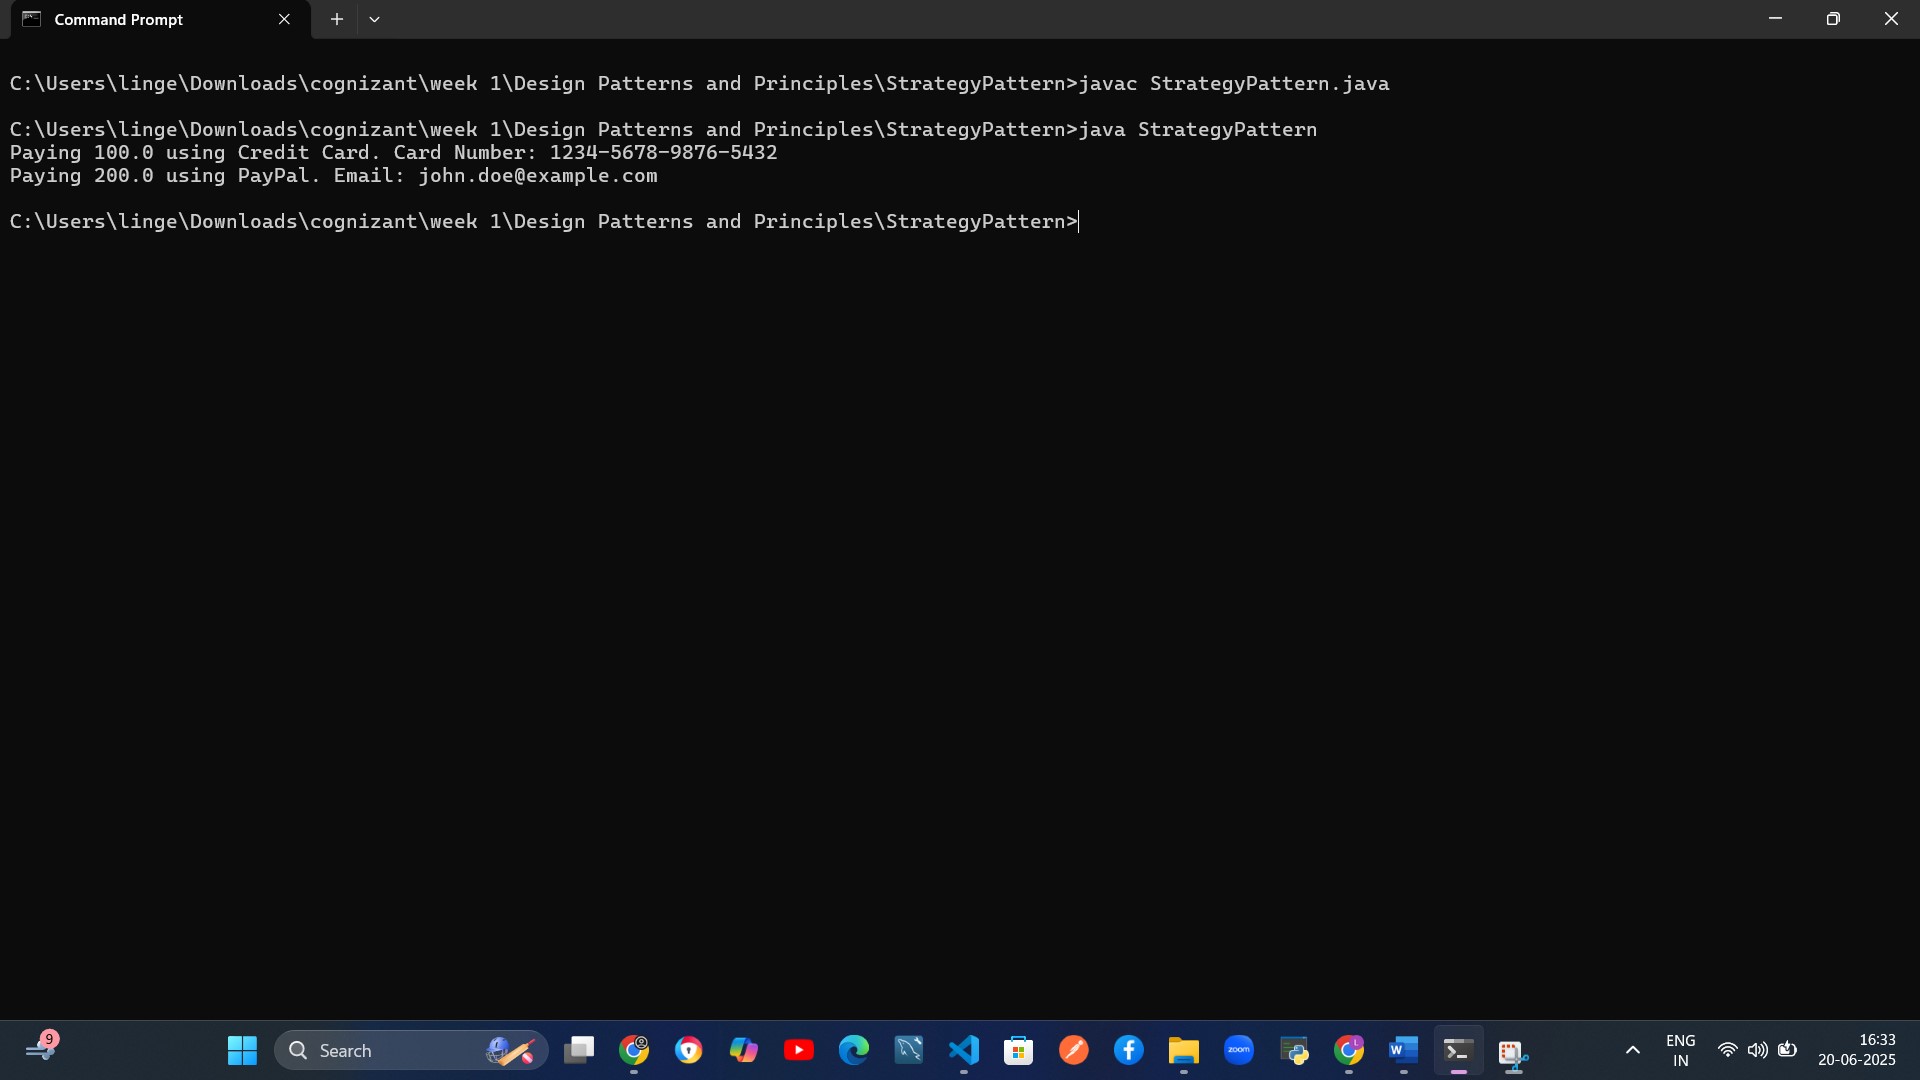 Command Prompt
C:\Users\linge\Downloads\cognizant\week 1\Design Patterns and Principles\StrategyPattern>javac StrategyPattern.java
C:\Users\linge\Downloads\cognizant\week 1\Design Patterns and Principles\StrategyPattern>java StrategyPattern
Paying 100.0 using Credit Card. Card Number: 1234-5678-9876-5432
Paying 200.0 using PayPal. Email: john.doe@example.com
C:\Users\linge\Downloads\cognizant\week 1\Design Patterns and Principles\StrategyPattern>
9
Search
zoom
L
W
ENG
IN
16:33
20-06-2025